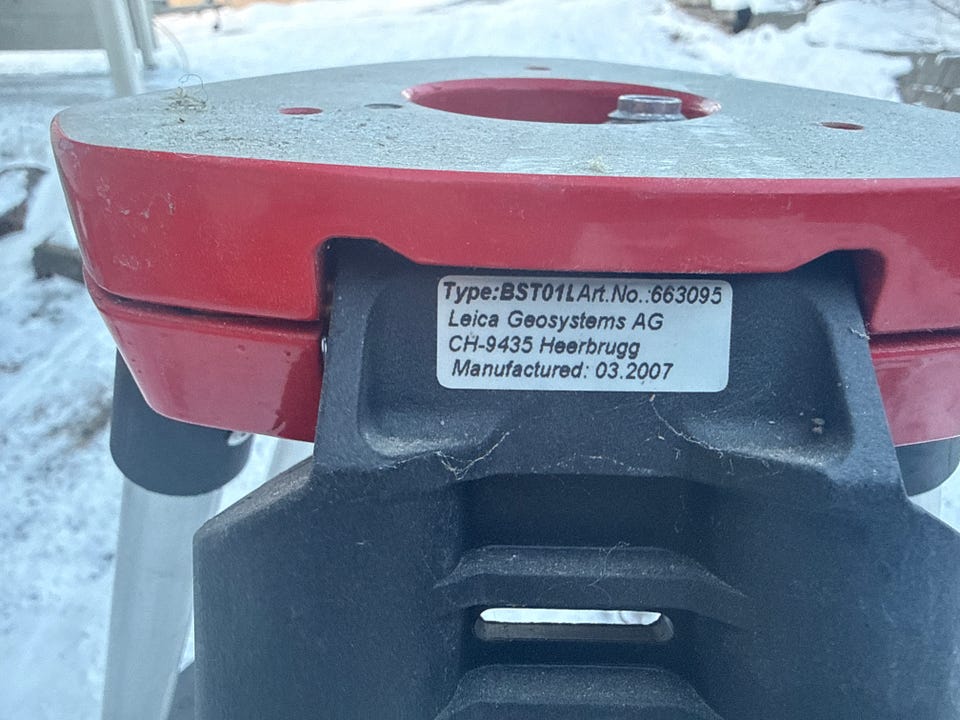 Type:BST01LArt.No.:663095
Leica Geosystems AG
CH-9435 Heerbrugg
Manufactured: 03.2007